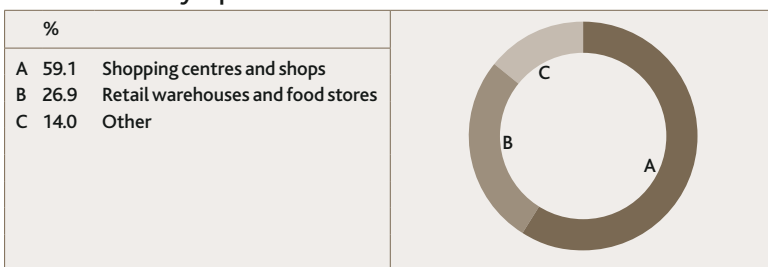 %
A 59.1 Shopping centres and shops
B 26.9 Retail warehouses and food stores
C 14.0 Other
C
B
A